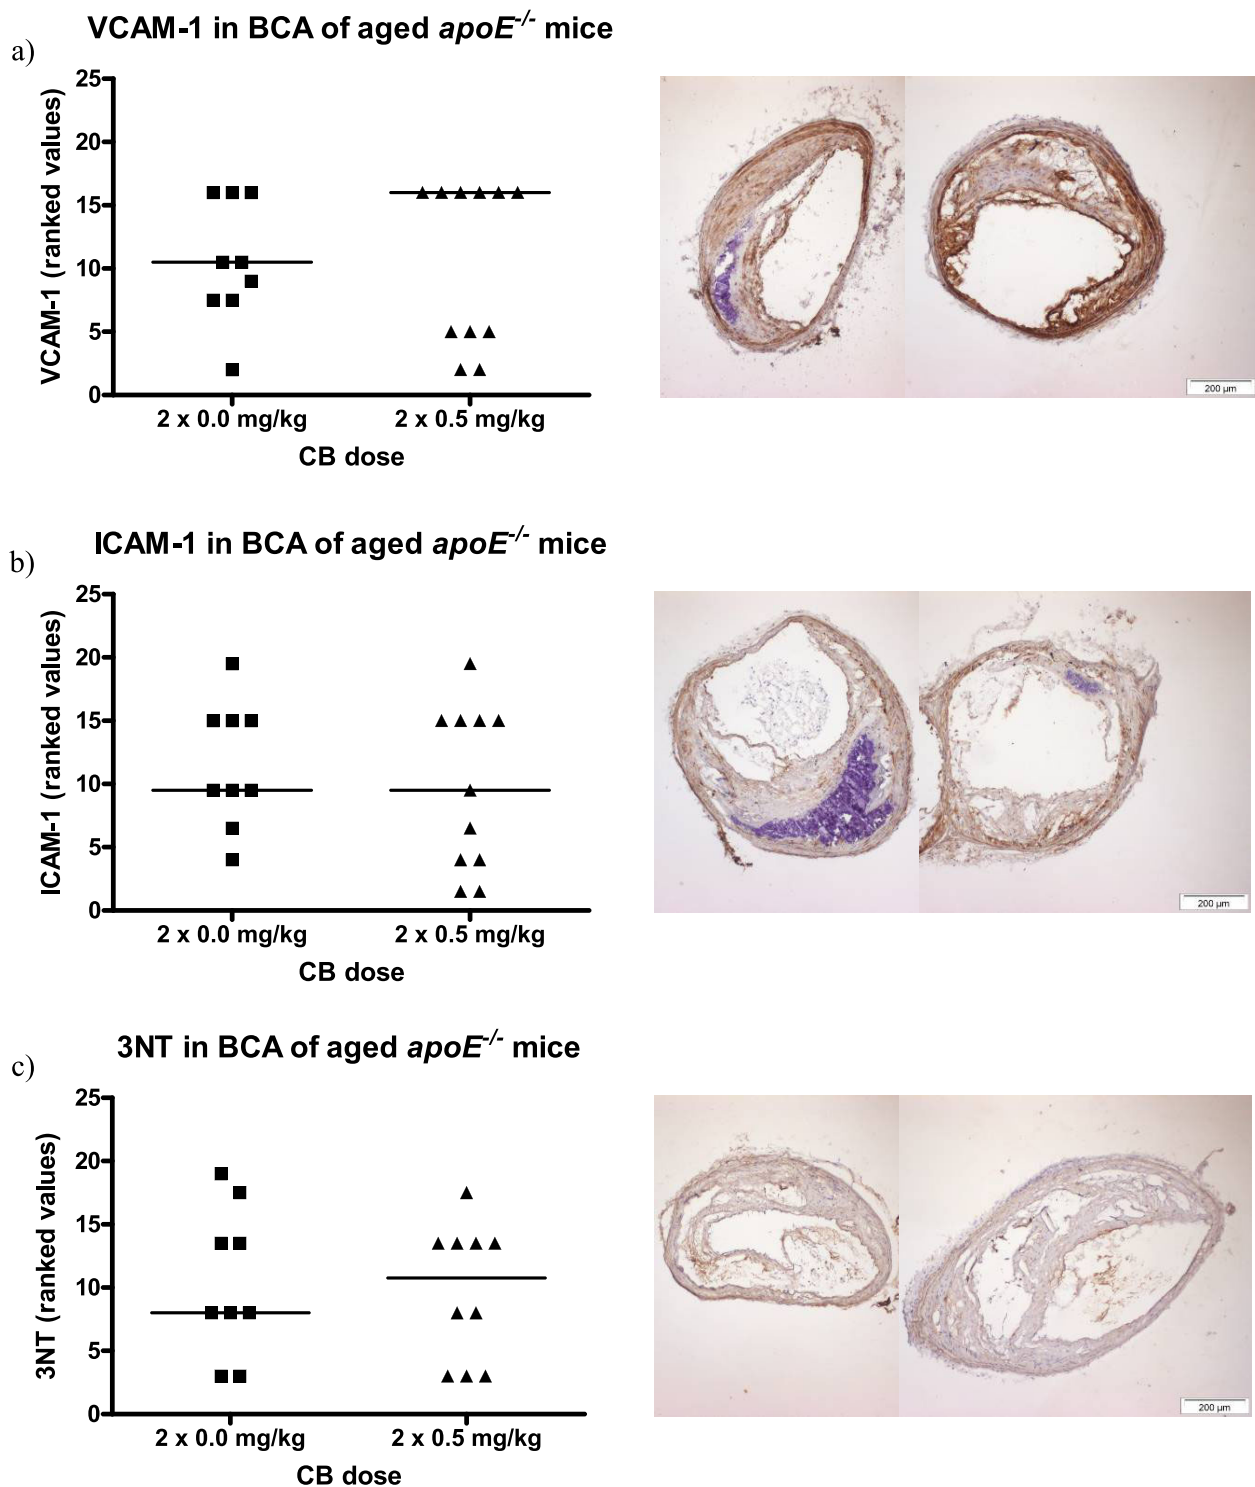 VCAM-1 in BCA of aged apoE-/- mice
a)
25
20
15
10
5
0
VCAM-1 (ranked values)
2 x 0.0 mg/kg
2 x 0.5 mg/kg
CB dose
200 µm
ICAM-1 in BCA of aged apoE-/- mice
b)
25
20
15
10
5
0
ICAM-1 (ranked values)
2 x 0.0 mg/kg
2 x 0.5 mg/kg
CB dose
200 µm
3NT in BCA of aged apoE-/- mice
c)
25
20
15
10
5
0
3NT (ranked values)
2 x 0.0 mg/kg
2 x 0.5 mg/kg
CB dose
200 µm